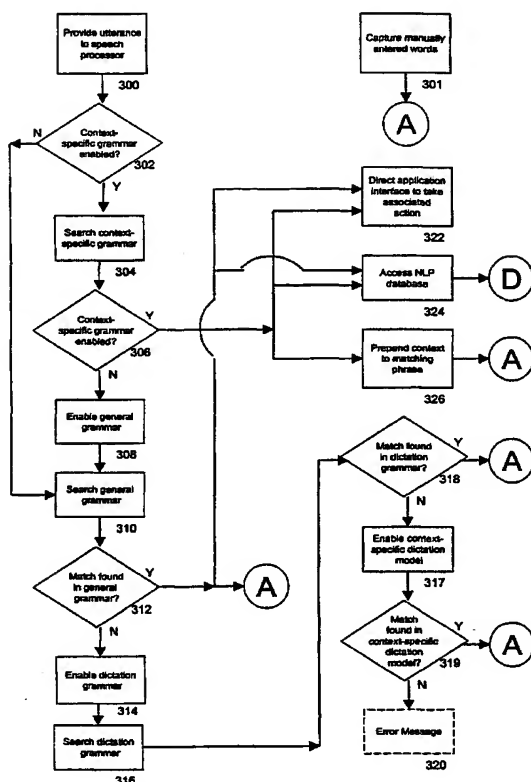 Provide utterance
to speech
processor
300
N
Context-
specific grammar
enabled?
302
Y
Search context-
specific grammar
304
Context-
specific grammar
enabled?
306
Y
N
Enable general
grammar
308
Search general
grammar
310
Match found
in general
grammar?
312
Y
A
N
Enable dictation
grammar
314
Search dictation
grammar
316
Capture manually
entered words
301
A
Direct application
interface to take
associated
action
322
Access NLP
database
324
D
Prepend context
to matching
phrase
326
A
Match found
in dictation
grammar?
318
Y
A
N
Enable context-
specific dictation
model
317
Match
found in
context-specific
dictation
model?
319
Y
A
N
Error Message
320